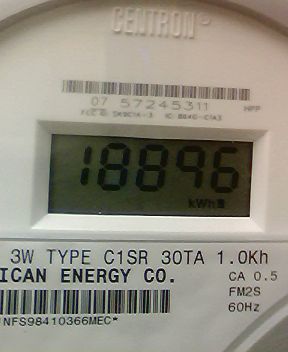 CENTRON
07 57245311
HPP
18896
kWh
3W TYPE C1SR 30TA 1.0Kh
ICAN ENERGY CO.
CA 0.5
FM2S
60Hz
NFS98410366MEC*